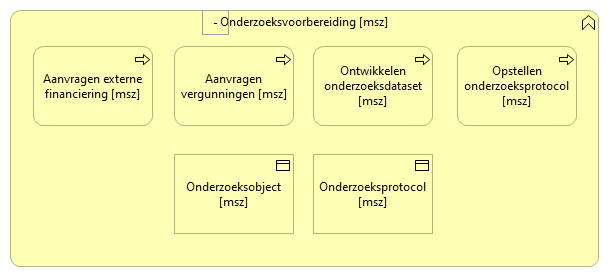 - Onderzoeksvoorbereiding [msz]
Aanvragen externe
financiering [msz]
Aanvragen
vergunningen [msz]
Ontwikkelen
onderzoeksdataset
[msz]
Opstellen
onderzoeksprotocol
[msz]
Onderzoeksobject
[msz]
Onderzoeksprotocol
[msz]